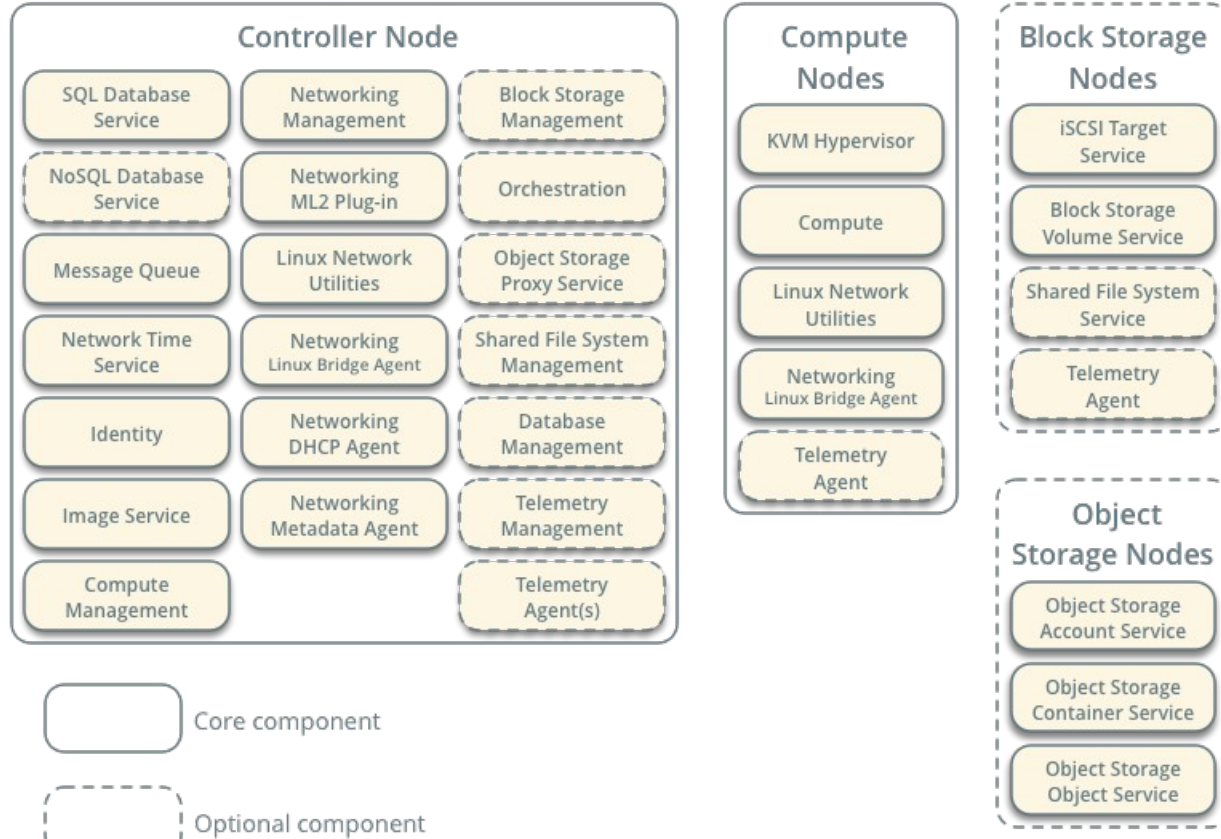 Controller Node
SQL Database
Service
Networking
Management
Block Storage
Management
NoSQL Database
Service
Networking
ML2 Plug-in
Orchestration
Message Queue
Linux Network
Utilities
Object Storage
Proxy Service
Network Time
Service
Networking
Linux Bridge Agent
Shared File System
Management
Identity
Networking
DHCP Agent
Database
Management
Image Service
Networking
Metadata Agent
Telemetry
Management
Compute
Management
Telemetry
Agent(s)
Compute
Nodes
KVM Hypervisor
Compute
Linux Network
Utilities
Networking
Linux Bridge Agent
Telemetry
Agent
Block Storage
Nodes
iSCSI Target
Service
Block Storage
Volume Service
Shared File System
Service
Telemetry
Agent
Object
Storage Nodes
Object Storage
Account Service
Object Storage
Container Service
Object Storage
Object Service
Core component
Optional component